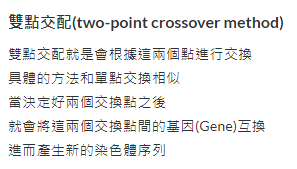 雙點交配(two-point crossover method)
雙點交配就是會根據這兩個點進行交換
具體的方法和單點交換相似
當決定好兩個交換點之後
就會將這兩個交換點間的基因(Gene)互換
進而產生新的染色體序列